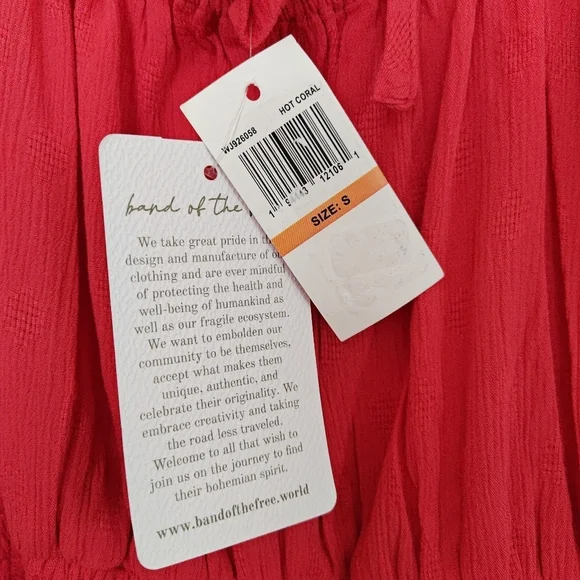 HOT CORAL
WJ926058
12106 1
SIZE: S
band of the
We take great pride in
design and manufacture of
clothing and are ever mindful
of protecting the health and
well-being of humankind as
well as our fragile ecosystem.
We want to embolden our
community to be themselves,
accept what makes them
unique, authentic, and
celebrate their originality. We
embrace creativity and taking
the road less traveled.
Welcome to all that wish to
join us on the journey to find
their bohemian spirit.
www.bandofthefree.world